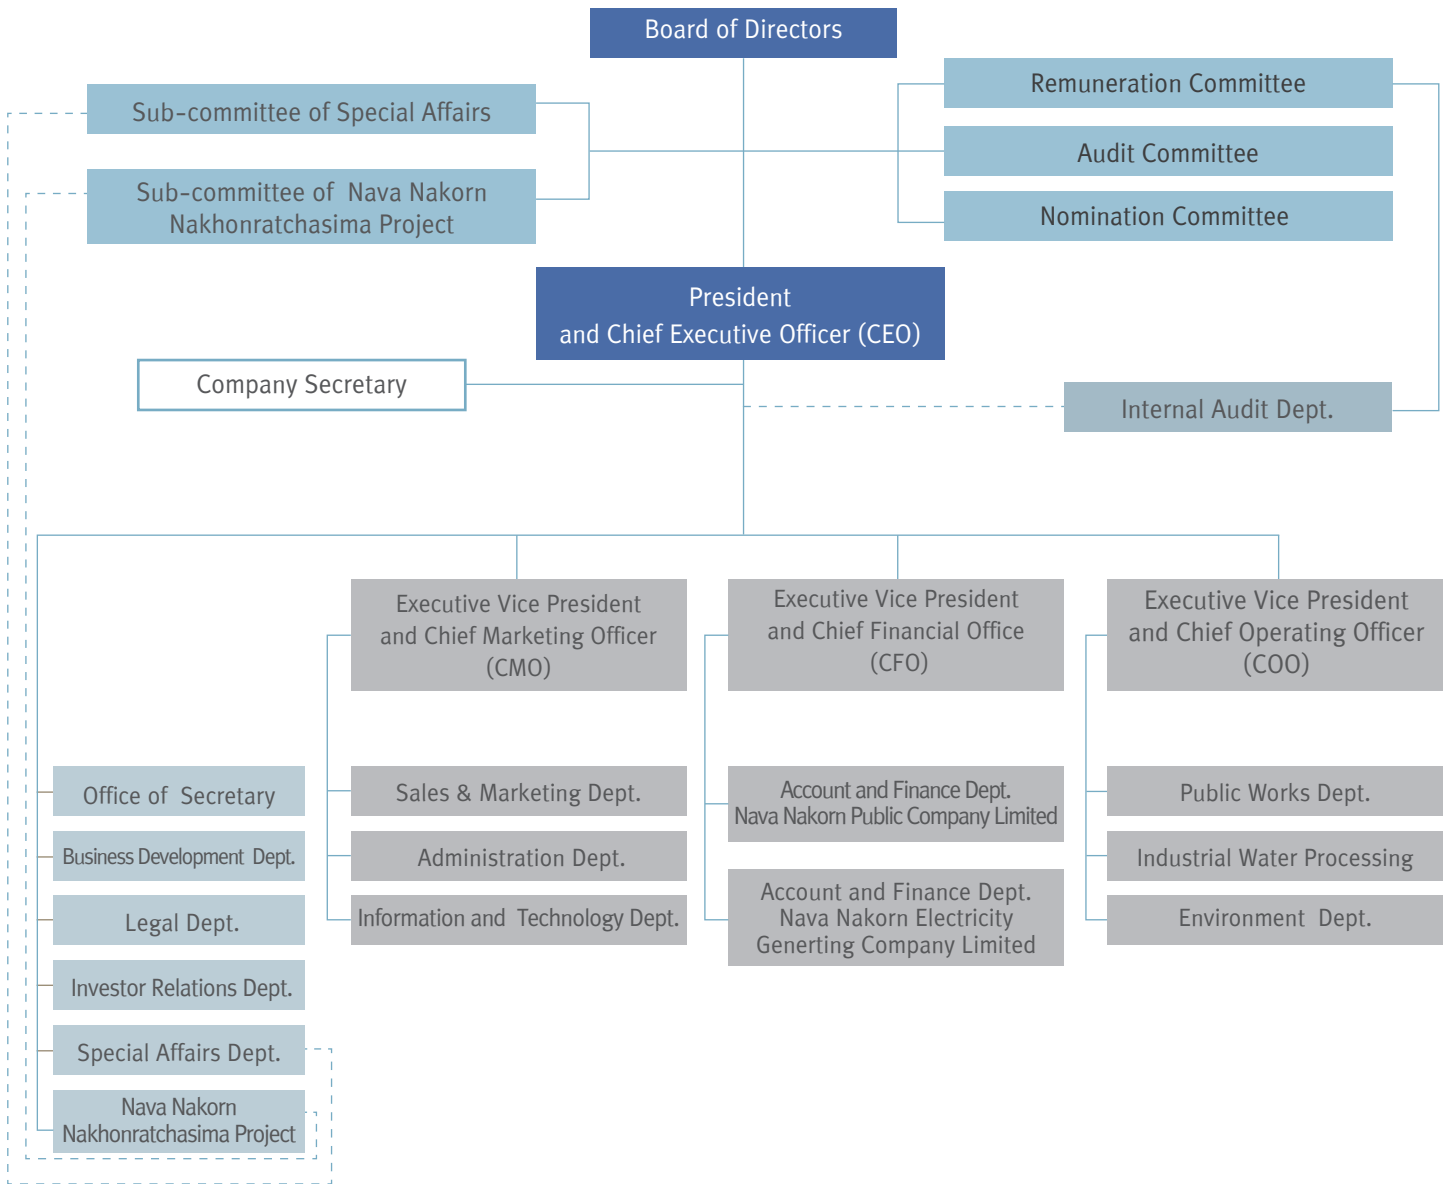 Board of Directors
Sub-committee of Special Affairs
Sub-committee of Nava Nakorn
Nakhonratchasima Project
Remuneration Committee
Audit Committee
Nomination Committee
President
and Chief Executive Officer (CEO)
Company Secretary
Internal Audit Dept.
Executive Vice President
and Chief Marketing Officer
(CMO)
Executive Vice President
and Chief Financial Office
(CFO)
Executive Vice President
and Chief Operating Officer
(COO)
Office of Secretary
Business Development Dept.
Legal Dept.
Investor Relations Dept.
Special Affairs Dept.
Nava Nakorn
Nakhonratchasima Project
Sales & Marketing Dept.
Administration Dept.
Information and Technology Dept.
Account and Finance Dept.
Nava Nakorn Public Company Limited
Account and Finance Dept.
Nava Nakorn Electricity
Generting Company Limited
Public Works Dept.
Industrial Water Processing
Environment Dept.